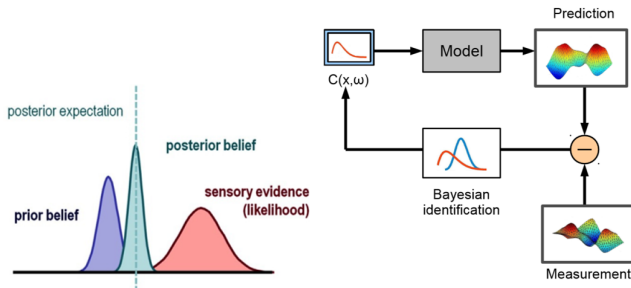 posterior expectation
posterior belief
sensory evidence
(likelihood)
prior belief
Prediction
Model
C(x,ω)
Bayesian
identification
Measurement